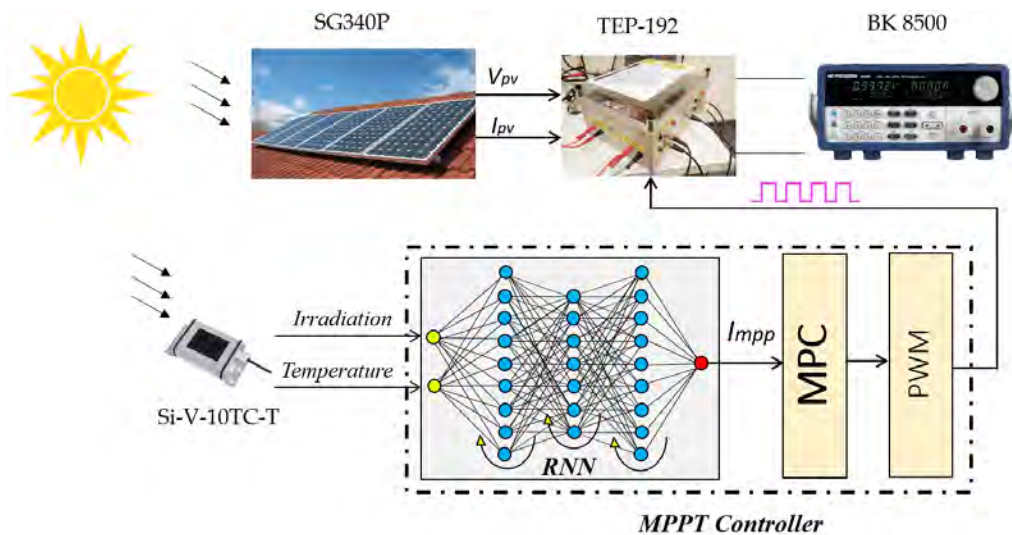 SG340P
TEP-192
BK 8500
Vpv
Ipv
Irradiation
Temperature
Si-V-10TC-T
RNN
Impp
MPC
PWM
MPPT Controller